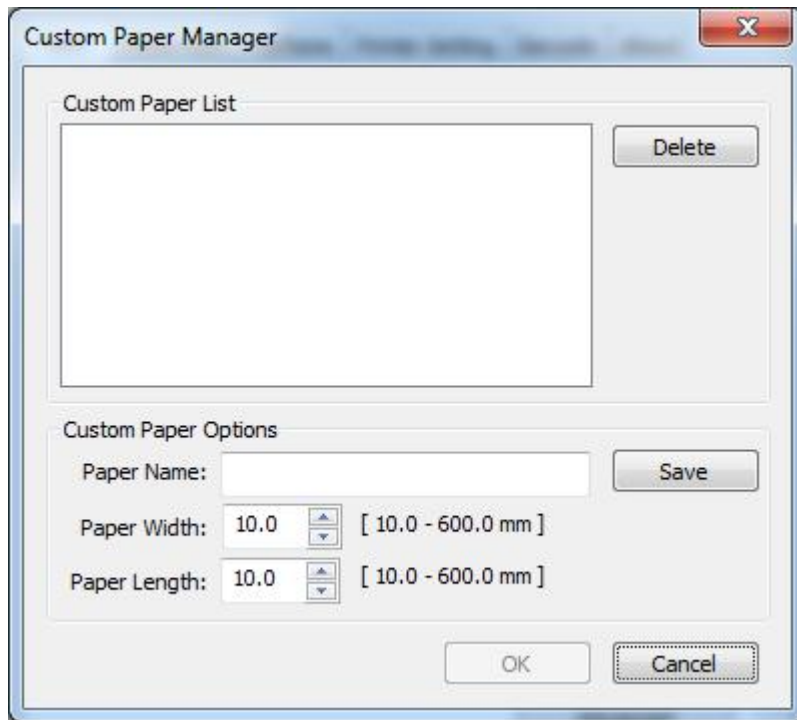 Custom Paper Manager
Custom Paper List
Delete
Custom Paper Options
Paper Name:
Save
Paper Width: 10.0 [ 10.0 - 600.0 mm ]
Paper Length: 10.0 [ 10.0 - 600.0 mm ]
OK Cancel